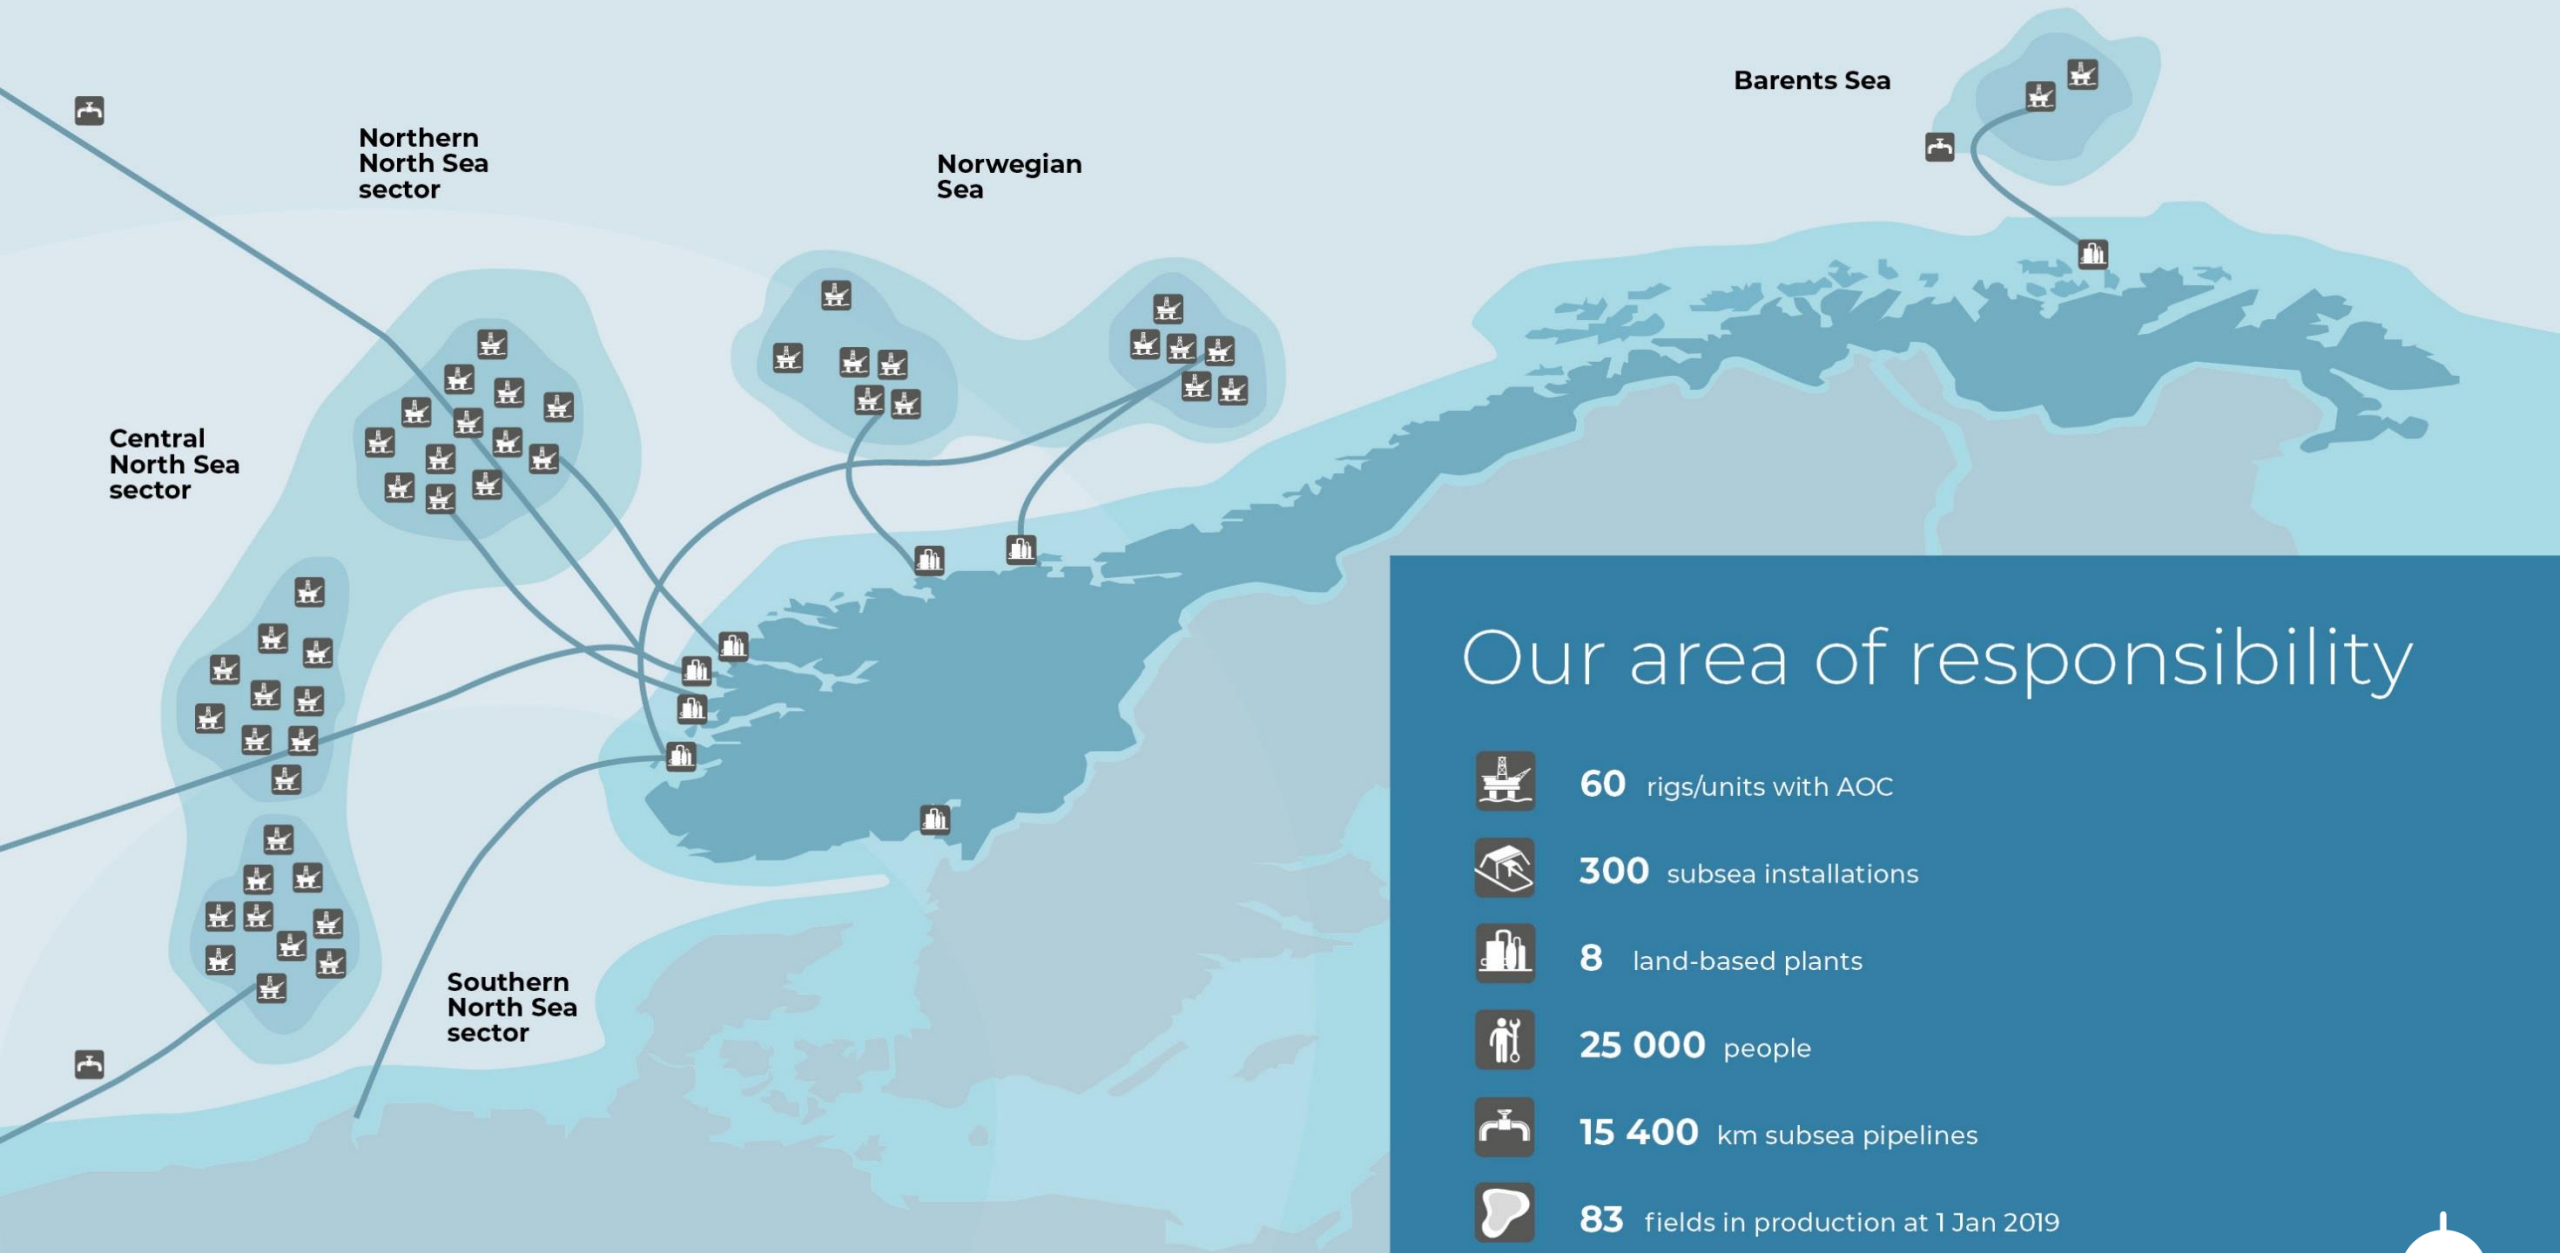 Barents Sea
Northern
North Sea
sector
Norwegian
Sea
Central
North Sea
sector
Southern
North Sea
sector
Our area of responsibility
60 rigs/units with AOC
300 subsea installations
8 land-based plants
25 000 people
15 400 km subsea pipelines
83 fields in production at 1 Jan 2019